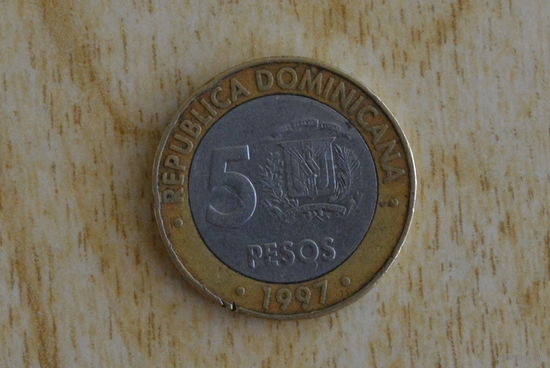 REPUBLICA DOMINICANA
5
PESOS
1997